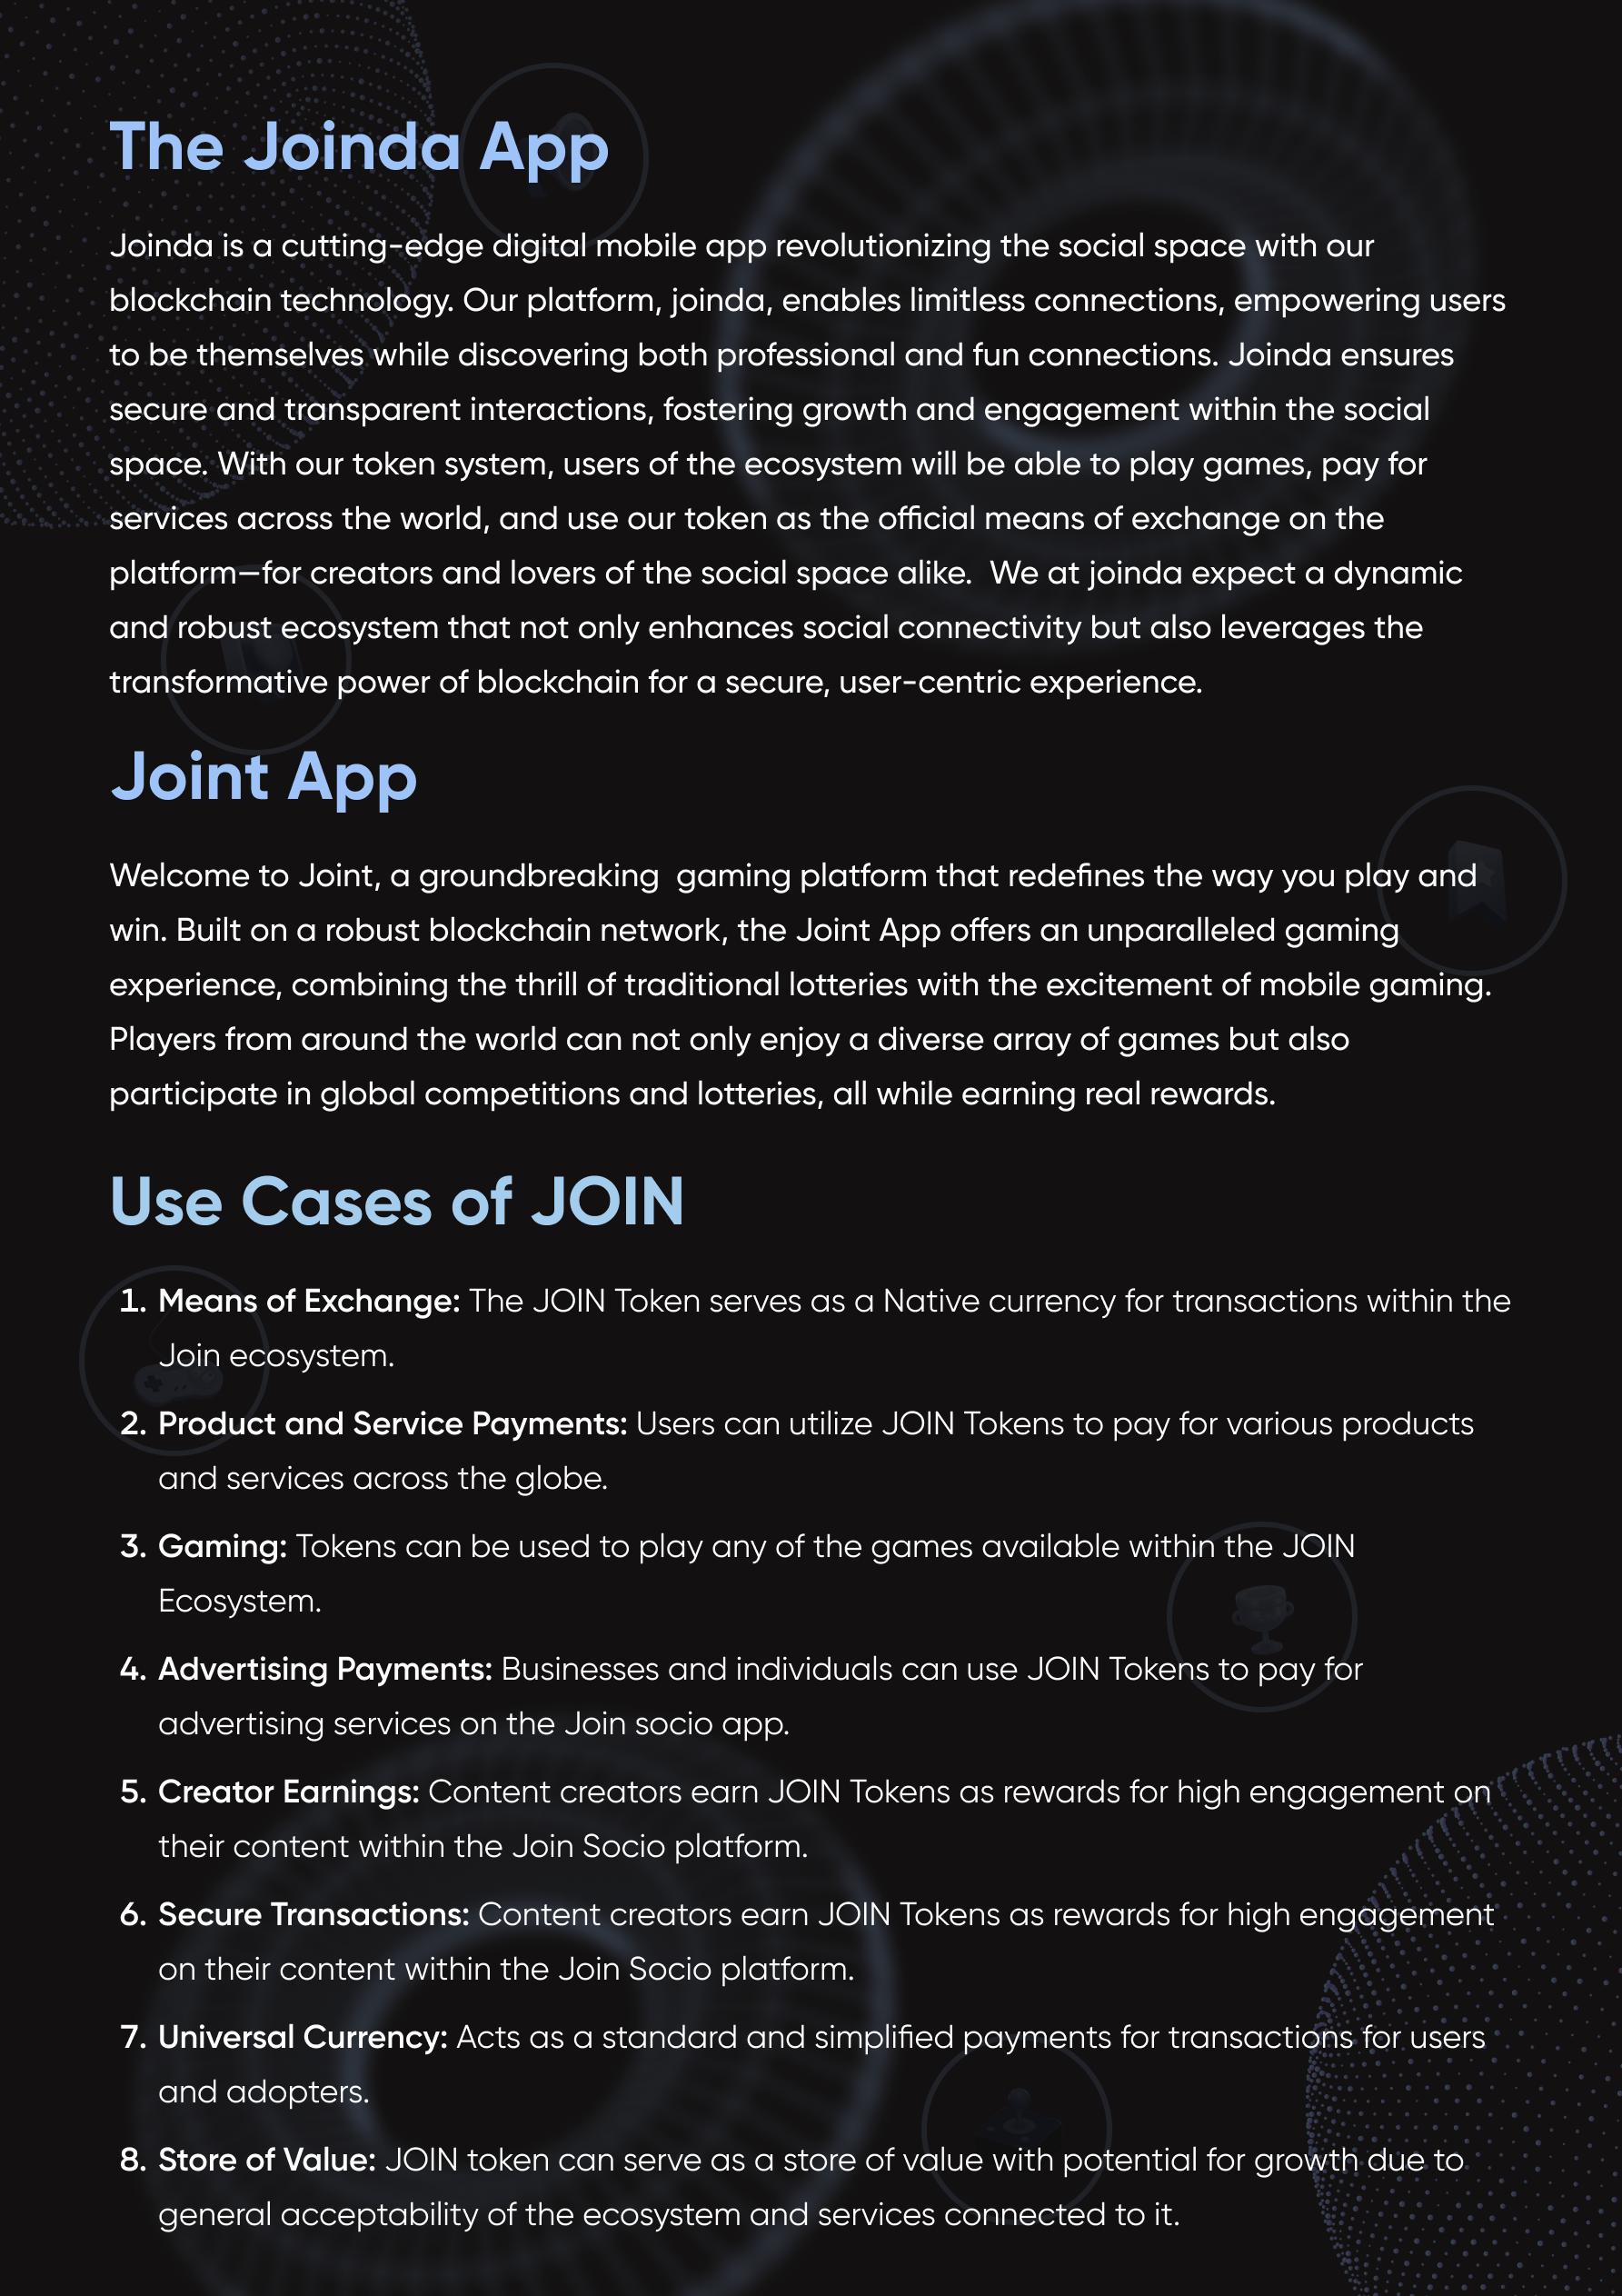 The Joinda App
Joinda is a cutting-edge digital mobile app revolutionizing the social space with our
blockchain technology. Our platform, joinda, enables limitless connections, empowering users
to be themselves while discovering both professional and fun connections. Joinda ensures
secure and transparent interactions, fostering growth and engagement within the social
space. With our token system, users of the ecosystem will be able to play games, pay for
services across the world, and use our token as the official means of exchange on the
platform—for creators and lovers of the social space alike.  We at joinda expect a dynamic
and robust ecosystem that not only enhances social connectivity but also leverages the
transformative power of blockchain for a secure, user-centric experience.
Joint App
Welcome to Joint, a groundbreaking  gaming platform that redefines the way you play and
win. Built on a robust blockchain network, the Joint App offers an unparalleled gaming
experience, combining the thrill of traditional lotteries with the excitement of mobile gaming.
Players from around the world can not only enjoy a diverse array of games but also
participate in global competitions and lotteries, all while earning real rewards.
Use Cases of JOIN
1. Means of Exchange: The JOIN Token serves as a Native currency for transactions within the
Join ecosystem.
2. Product and Service Payments: Users can utilize JOIN Tokens to pay for various products
and services across the globe.
3. Gaming: Tokens can be used to play any of the games available within the JOIN
Ecosystem.
4. Advertising Payments: Businesses and individuals can use JOIN Tokens to pay for
advertising services on the Join socio app.
5. Creator Earnings: Content creators earn JOIN Tokens as rewards for high engagement on
their content within the Join Socio platform.
6. Secure Transactions: Content creators earn JOIN Tokens as rewards for high engagement
on their content within the Join Socio platform.
7. Universal Currency: Acts as a standard and simplified payments for transactions for users
and adopters.
8. Store of Value: JOIN token can serve as a store of value with potential for growth due to
general acceptability of the ecosystem and services connected to it.